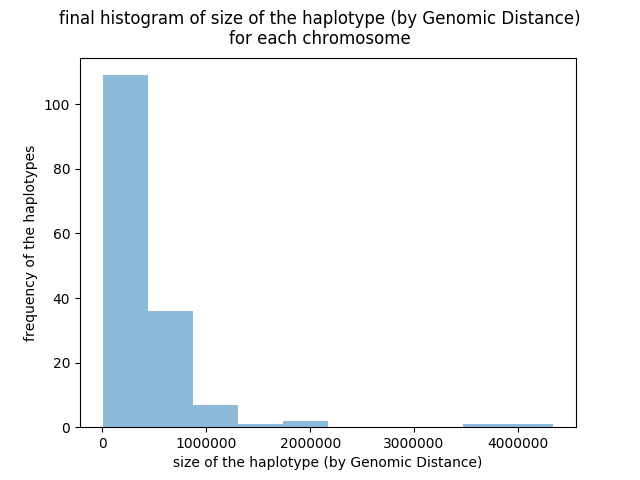 final histogram of size of the haplotype (by Genomic Distance)
for each chromosome
frequency of the haplotypes
100
80
60
40
20
0
0 1000000 2000000 3000000 4000000
size of the haplotype (by Genomic Distance)